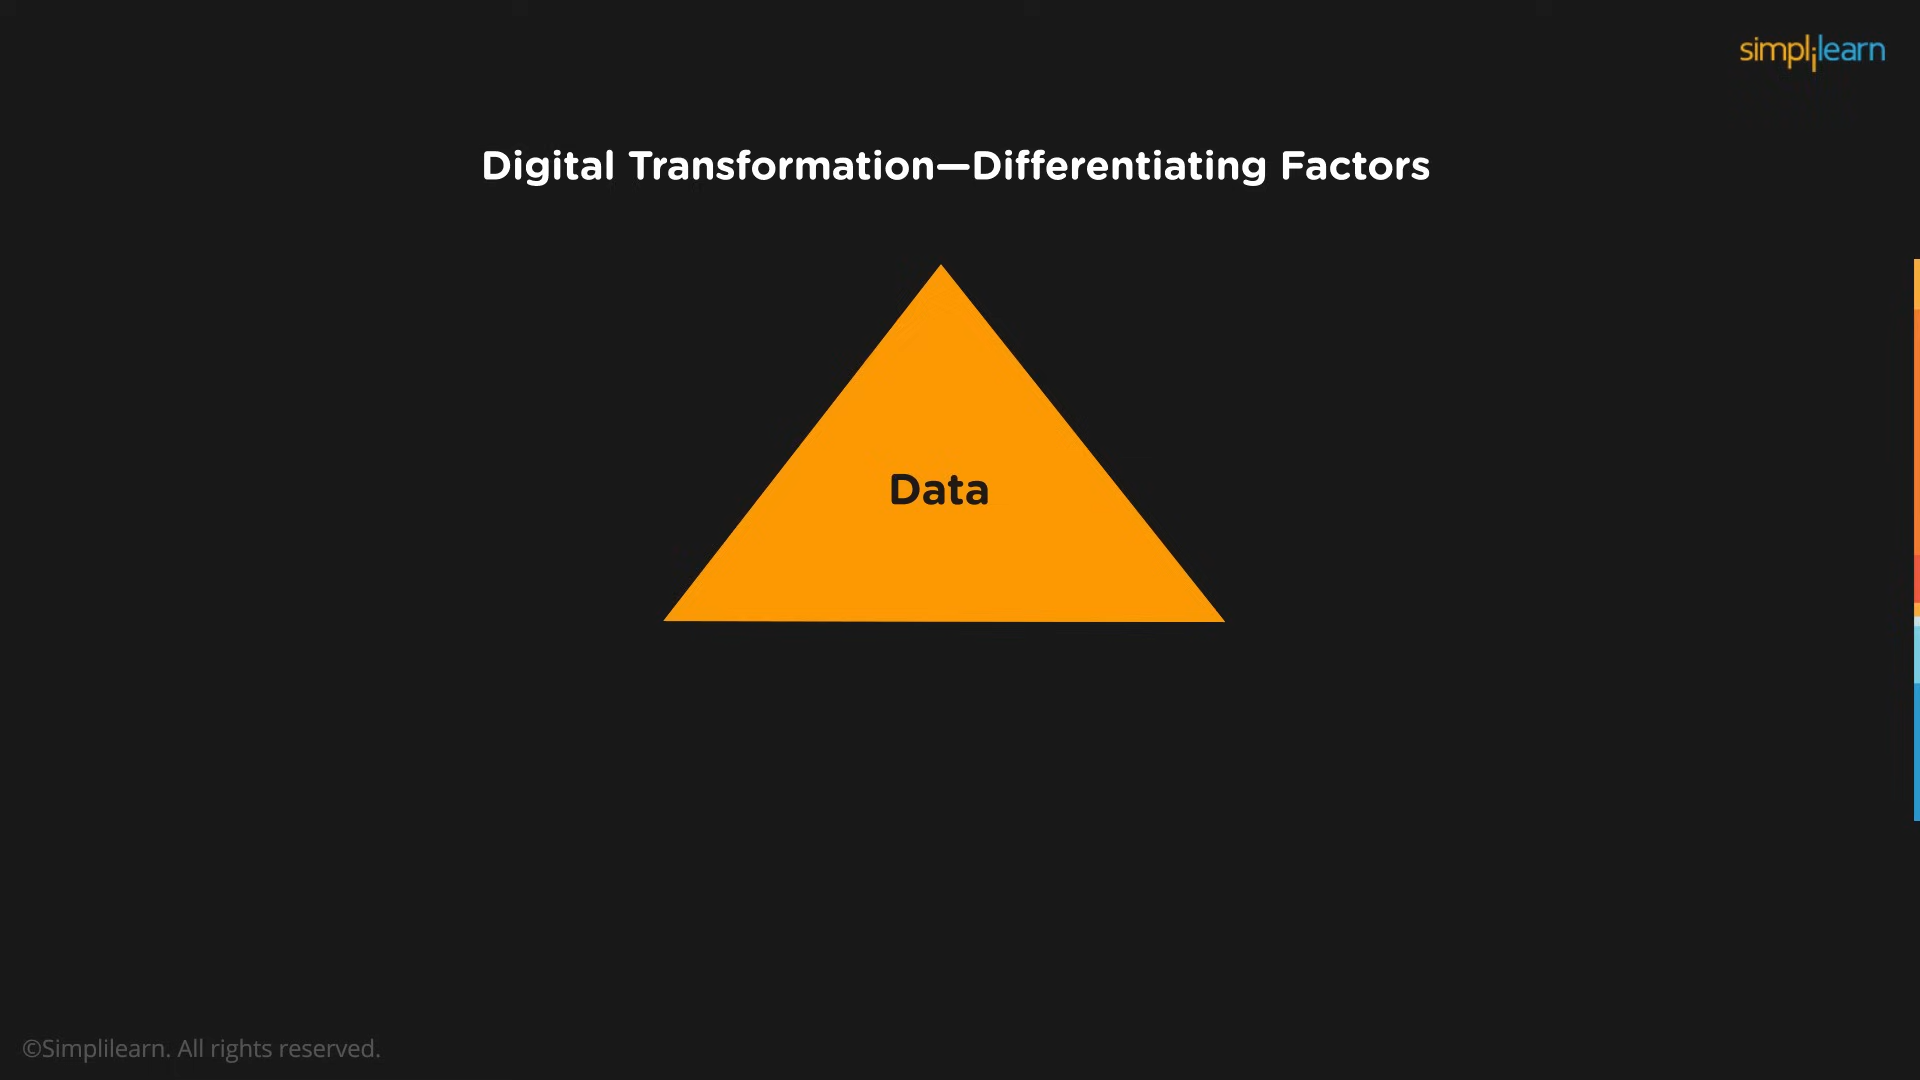 simplilearn
Digital Transformation—Differentiating Factors
Data
©Simplilearn. All rights reserved.